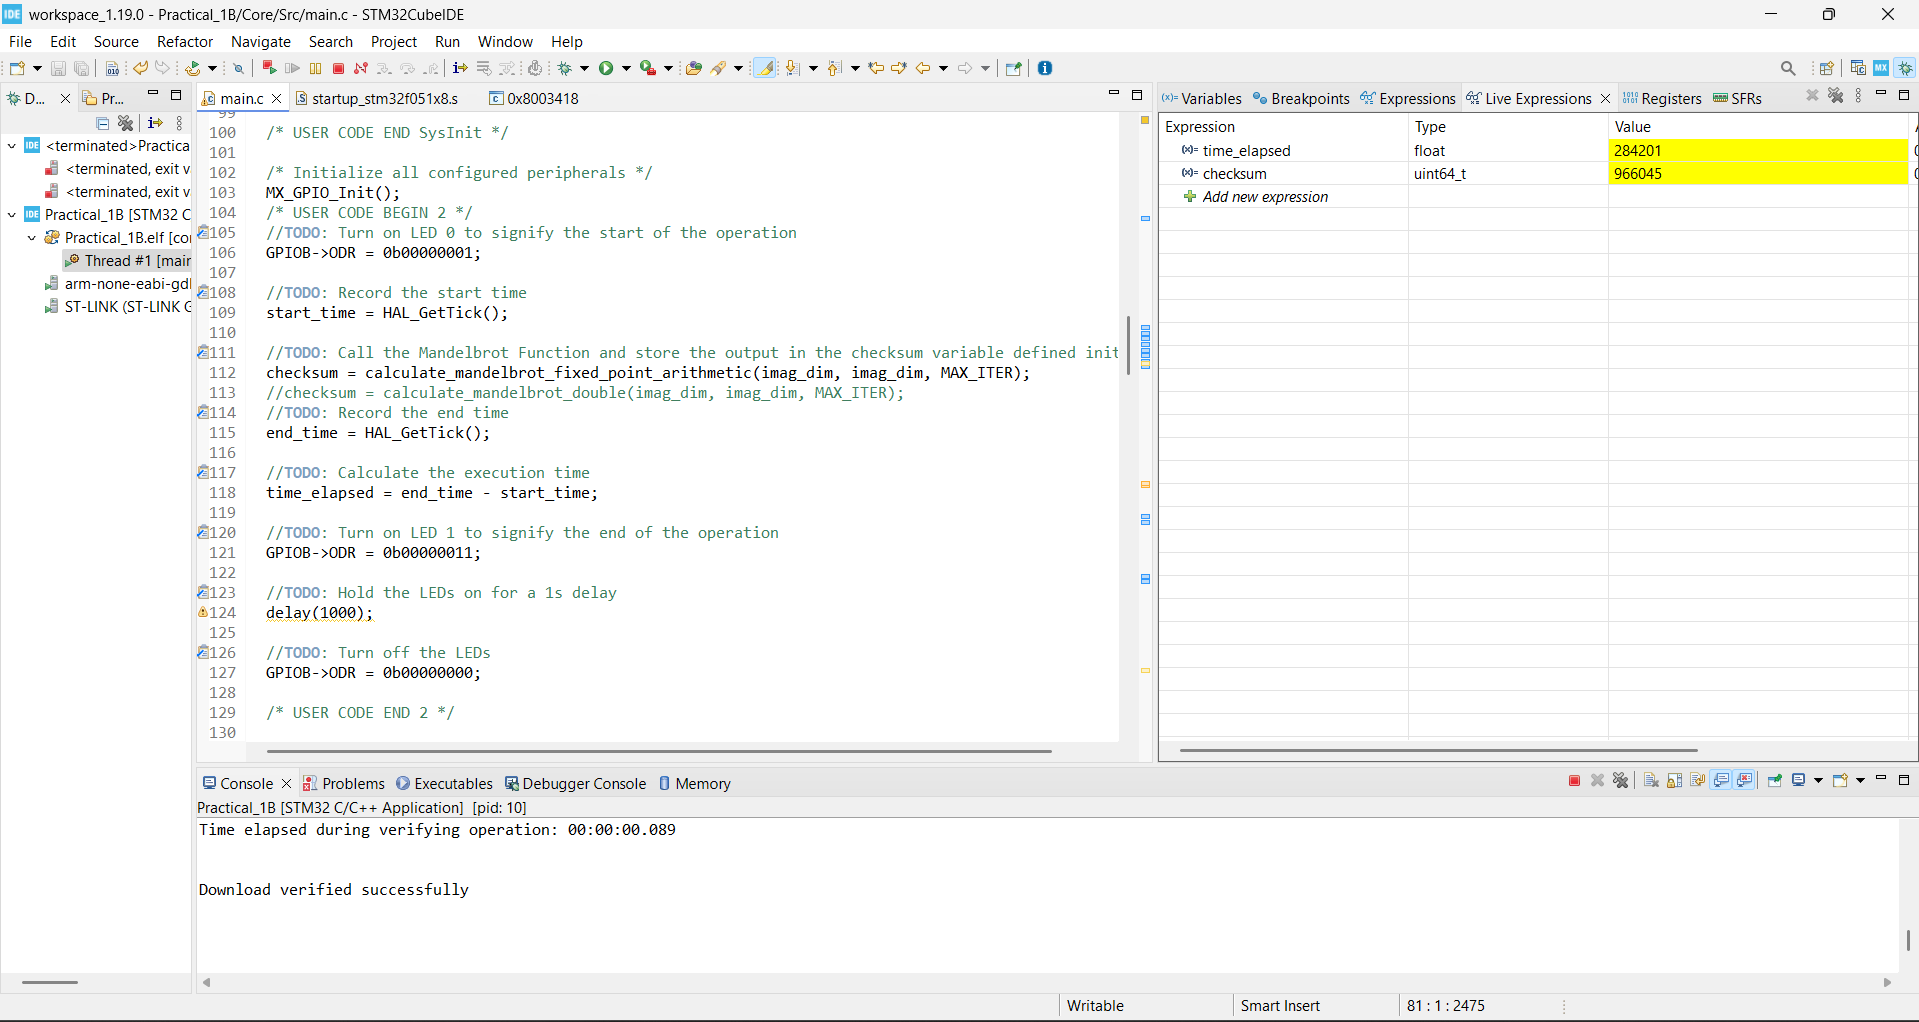 workspace_1.19.0 - Practical_1B/Core/Src/main.c - STM32CubeIDE
File Edit Source Refactor Navigate Search Project Run Window Help
D... Pr...
<terminated>Practica
<terminated, exit v
<terminated, exit v
Practical_1B [STM32 C
Practical_1B.elf [cor
Thread #1 [mair
arm-none-eabi-gdl
ST-LINK (ST-LINK G
main.c startup_stm32f051x8.s 0x8003418
99
100 /* USER CODE END SysInit */
101
102 /* Initialize all configured peripherals */
103 MX_GPIO_Init();
104 /* USER CODE BEGIN 2 */
105 //TODO: Turn on LED 0 to signify the start of the operation
106 GPIOB->ODR = 0b00000001;
107
108 //TODO: Record the start time
109 start_time = HAL_GetTick();
110
111 //TODO: Call the Mandelbrot Function and store the output in the checksum variable defined init
112 checksum = calculate_mandelbrot_fixed_point_arithmetic(imag_dim, imag_dim, MAX_ITER);
113 //checksum = calculate_mandelbrot_double(imag_dim, imag_dim, MAX_ITER);
114 //TODO: Record the end time
115 end_time = HAL_GetTick();
116
117 //TODO: Calculate the execution time
118 time_elapsed = end_time - start_time;
119
120 //TODO: Turn on LED 1 to signify the end of the operation
121 GPIOB->ODR = 0b00000011;
122
123 //TODO: Hold the LEDs on for a 1s delay
124 delay(1000);
125
126 //TODO: Turn off the LEDs
127 GPIOB->ODR = 0b00000000;
128
129 /* USER CODE END 2 */
130
Variables Breakpoints Expressions Live Expressions Registers SFRs
Expression Type Value
time_elapsed float 284201
checksum uint64_t 966045
Add new expression
Console Problems Executables Debugger Console Memory
Practical_1B [STM32 C/C++ Application] [pid: 10]
Time elapsed during verifying operation: 00:00:00.089
Download verified successfully
Writable Smart Insert 81 : 1 : 2475